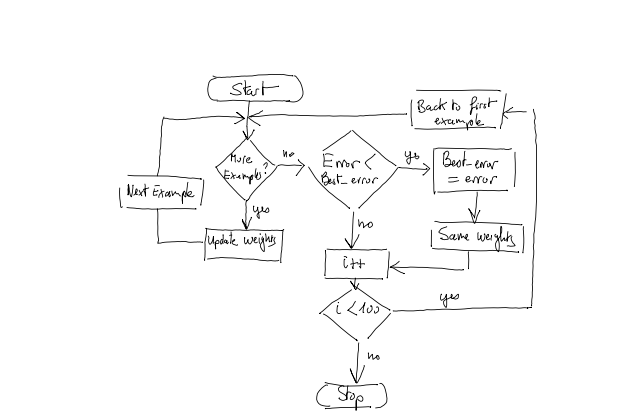 Start
Back to first
example
More
Examples?
no
Error <
Best_error
yes
Best_error
= error
Next Example
yes
Update weights
no
Same weights
i++
i < 100
yes
no
Stop